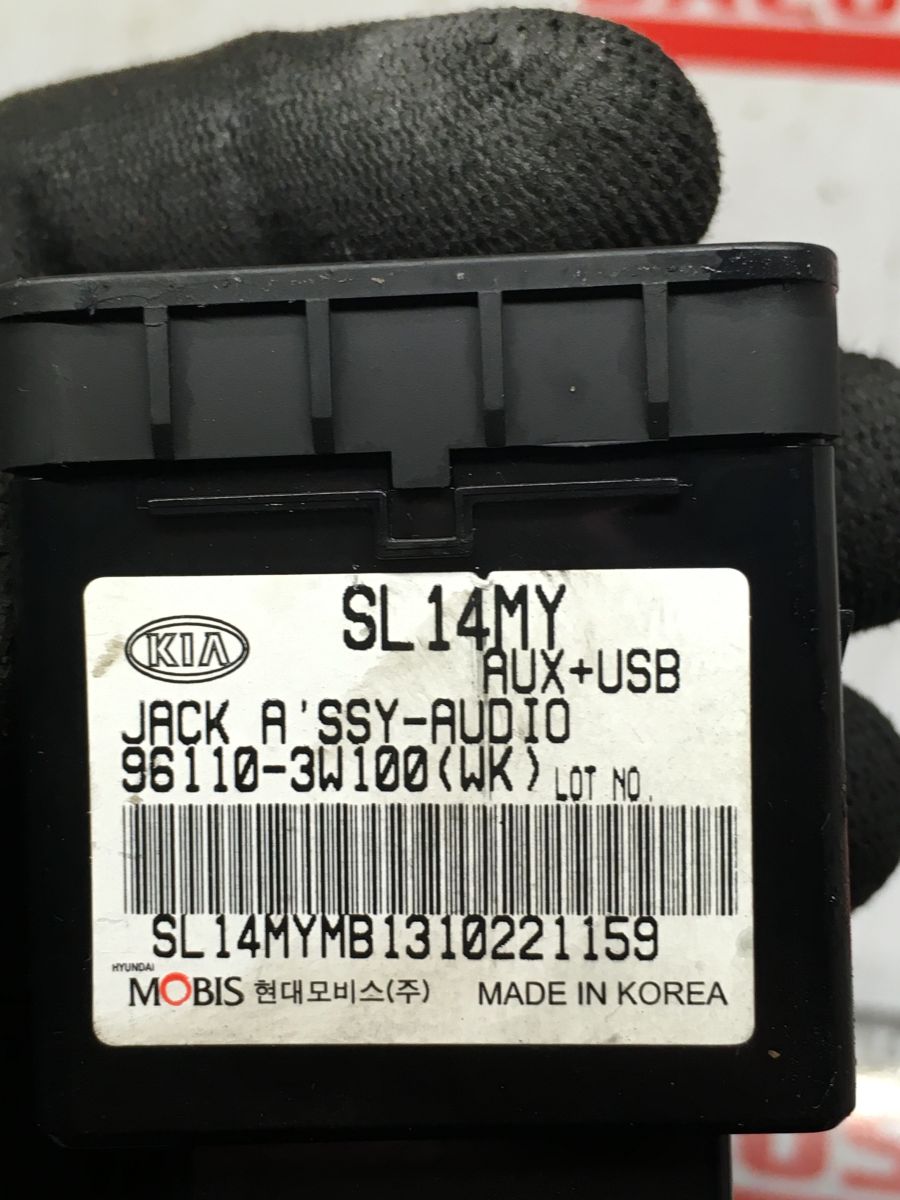 KIA
SL14MY
AUX+USB
JACK A'SSY-AUDIO
96110-3W100(WK) LOT NO.
SL14MYMB1310221159
HYUNDAI
MOBIS 현대모비스(주) MADE IN KOREA